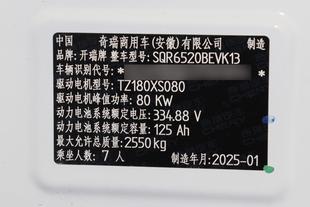 中国 奇瑞商用车(安徽)有限公司 制造
品牌：开瑞牌 整车型号：SQR6520BEVK13
车辆识别代号：*
驱动电机型号：TZ180XS080
驱动电机峰值功率：80 KW
动力电池系统额定电压：334.88 V
动力电池系统额定容量：125 Ah
最大允许总质量：2550kg
乘坐人数：7 人 制造年月：2025-01